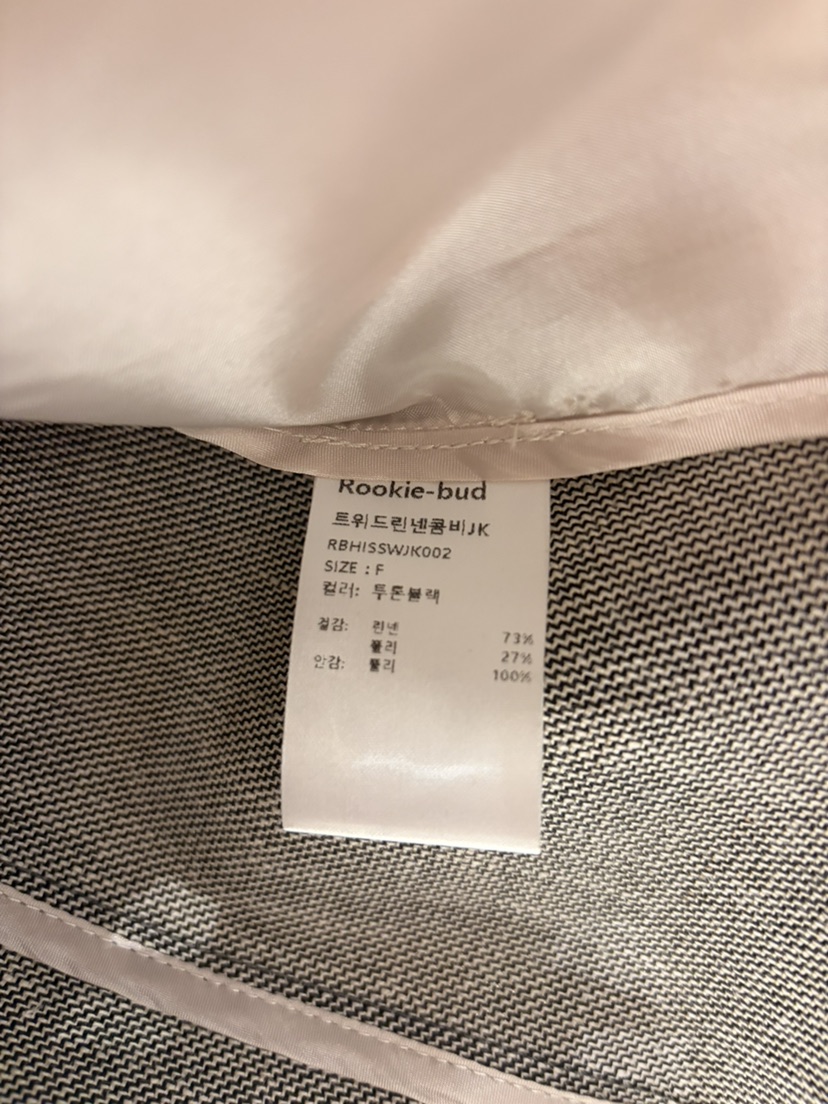 Rookie-bud
트위드린넨콤비JK
RBHISSWJK002
SIZE : F
컬러: 투톤블랙
겉감: 린넨 73%
폴리 27%
안감: 폴리 100%